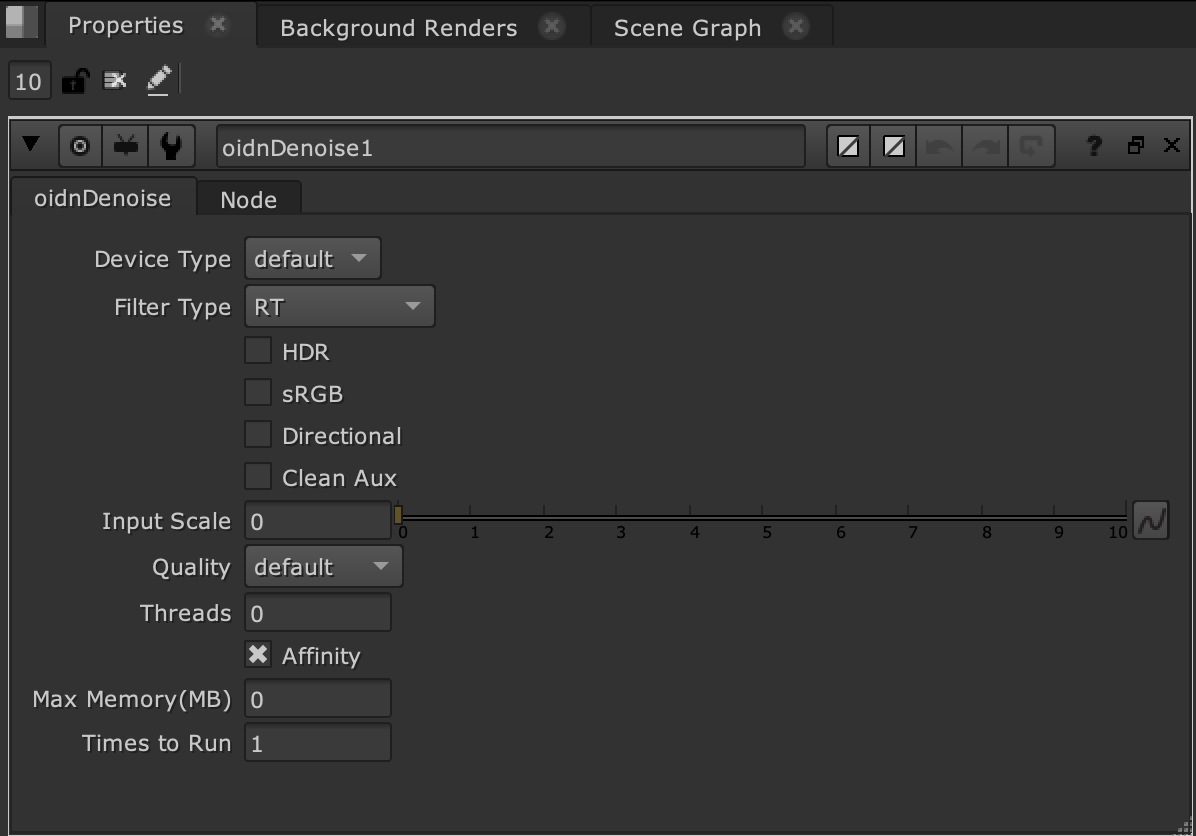 Properties
Background Renders
Scene Graph
10
oidnDenoise1
?
oidnDenoise
Node
Device Type default
Filter Type RT
HDR
sRGB
Directional
Clean Aux
Input Scale 0
0 1 2 3 4 5 6 7 8 9 10
Quality default
Threads 0
Affinity
Max Memory(MB) 0
Times to Run 1